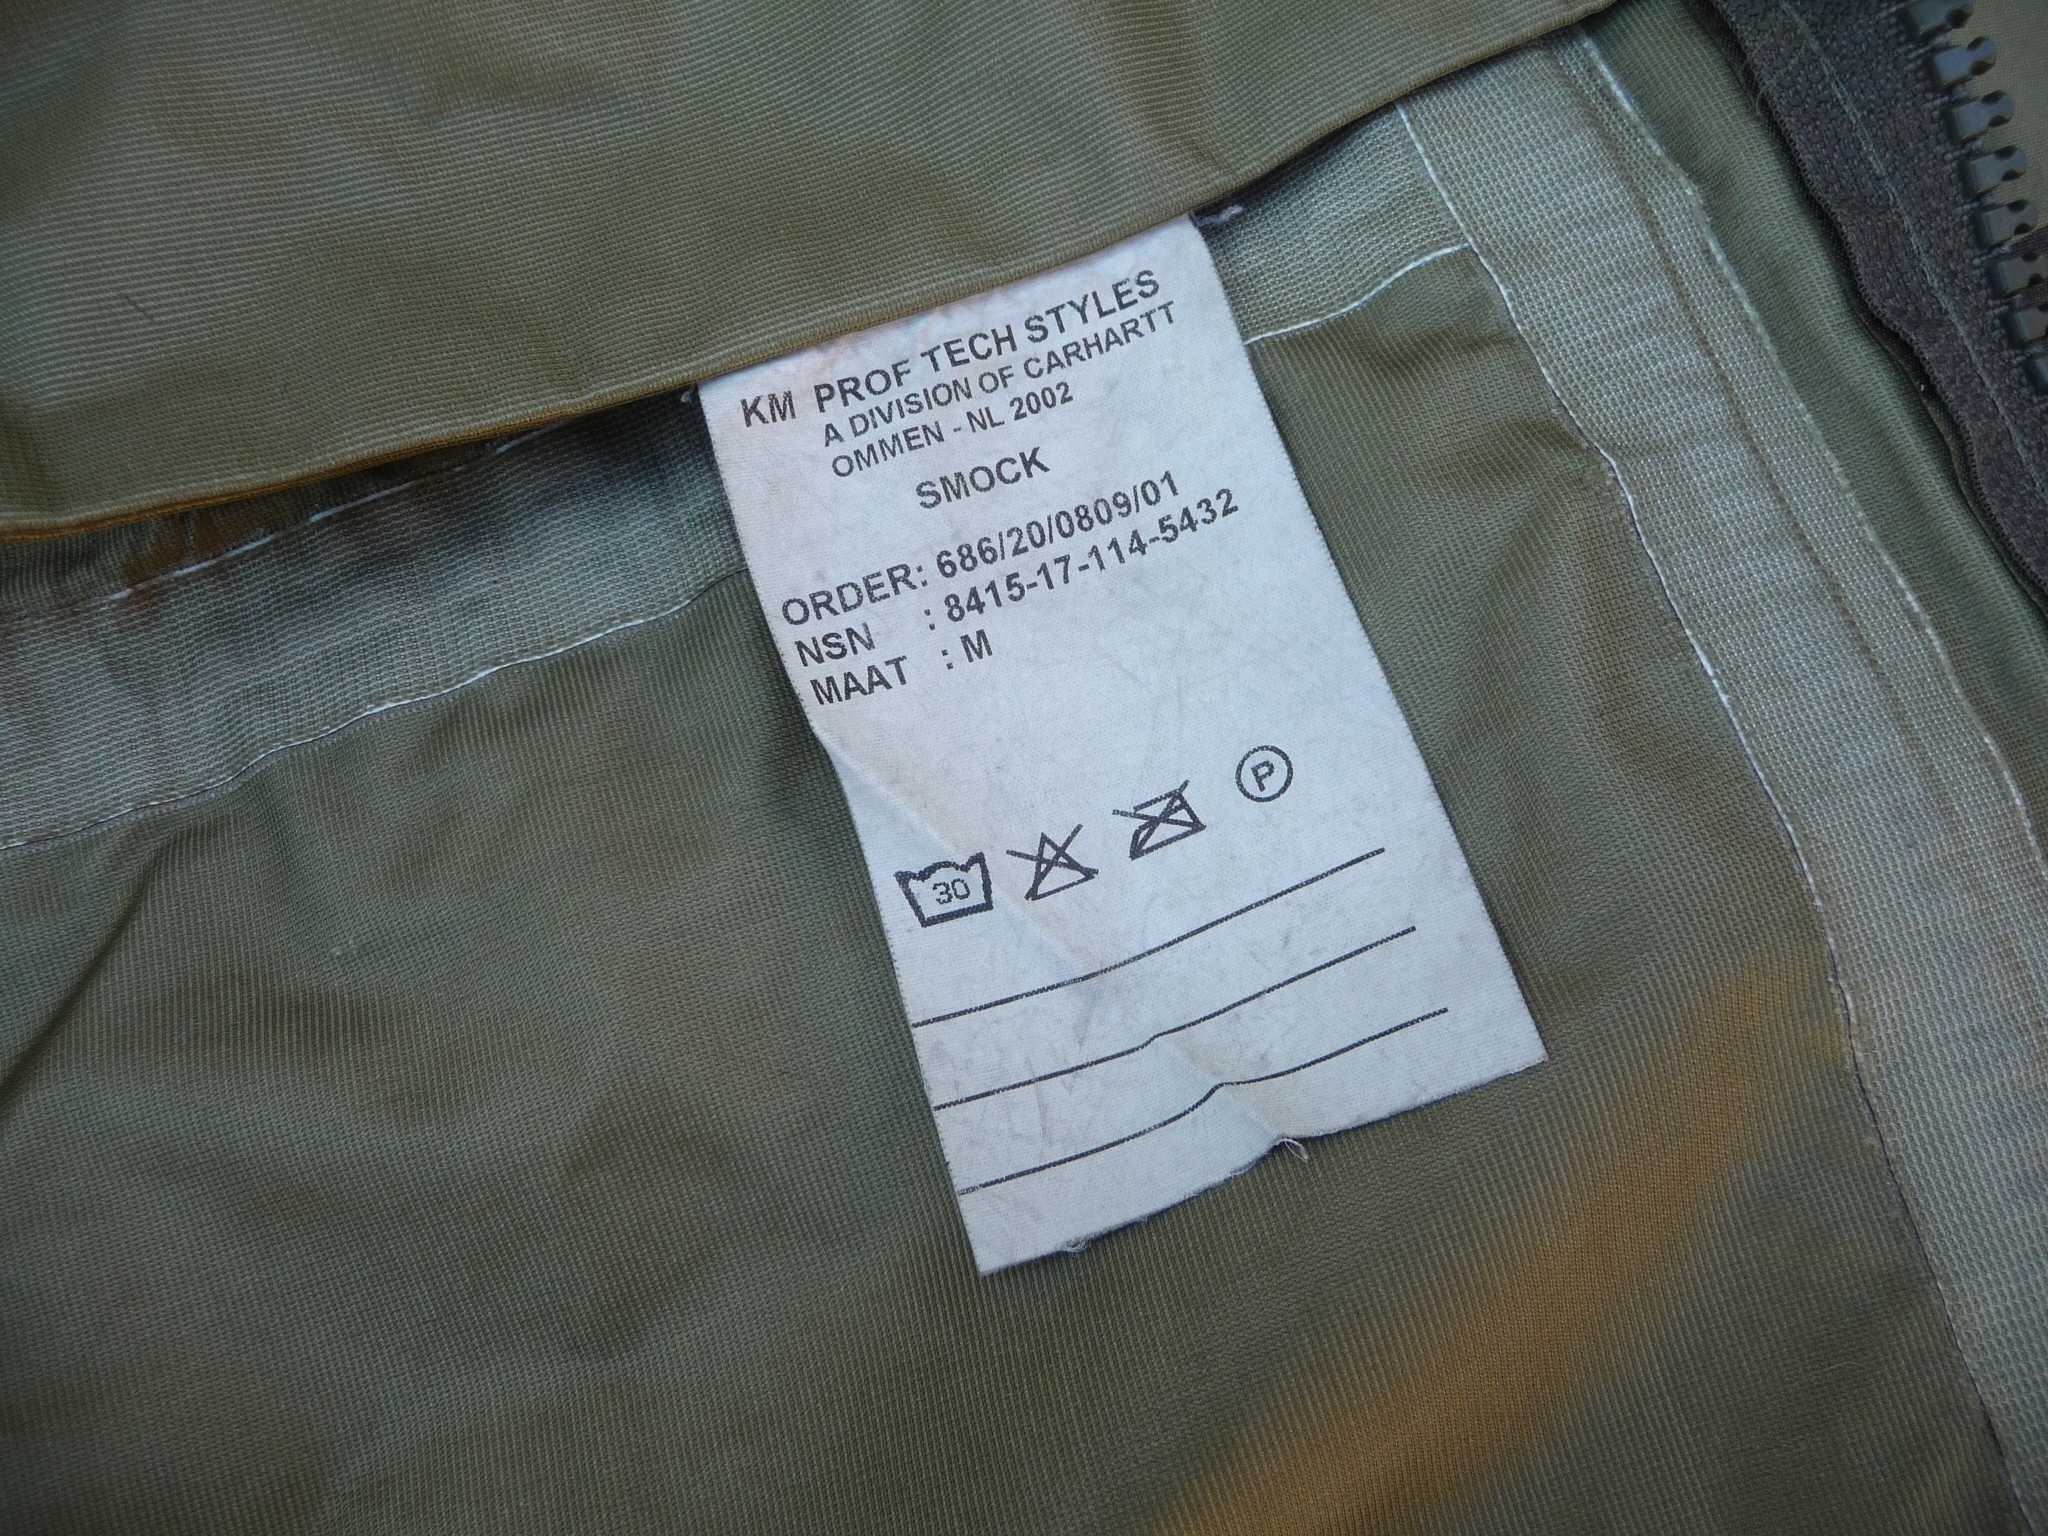 KM PROF TECH STYLES
A DIVISION OF CARHARTT
OMMEN - NL 2002
SMOCK
ORDER: 686/20/0809/01
NSN : 8415-17-114-5432
MAAT : M
30
P